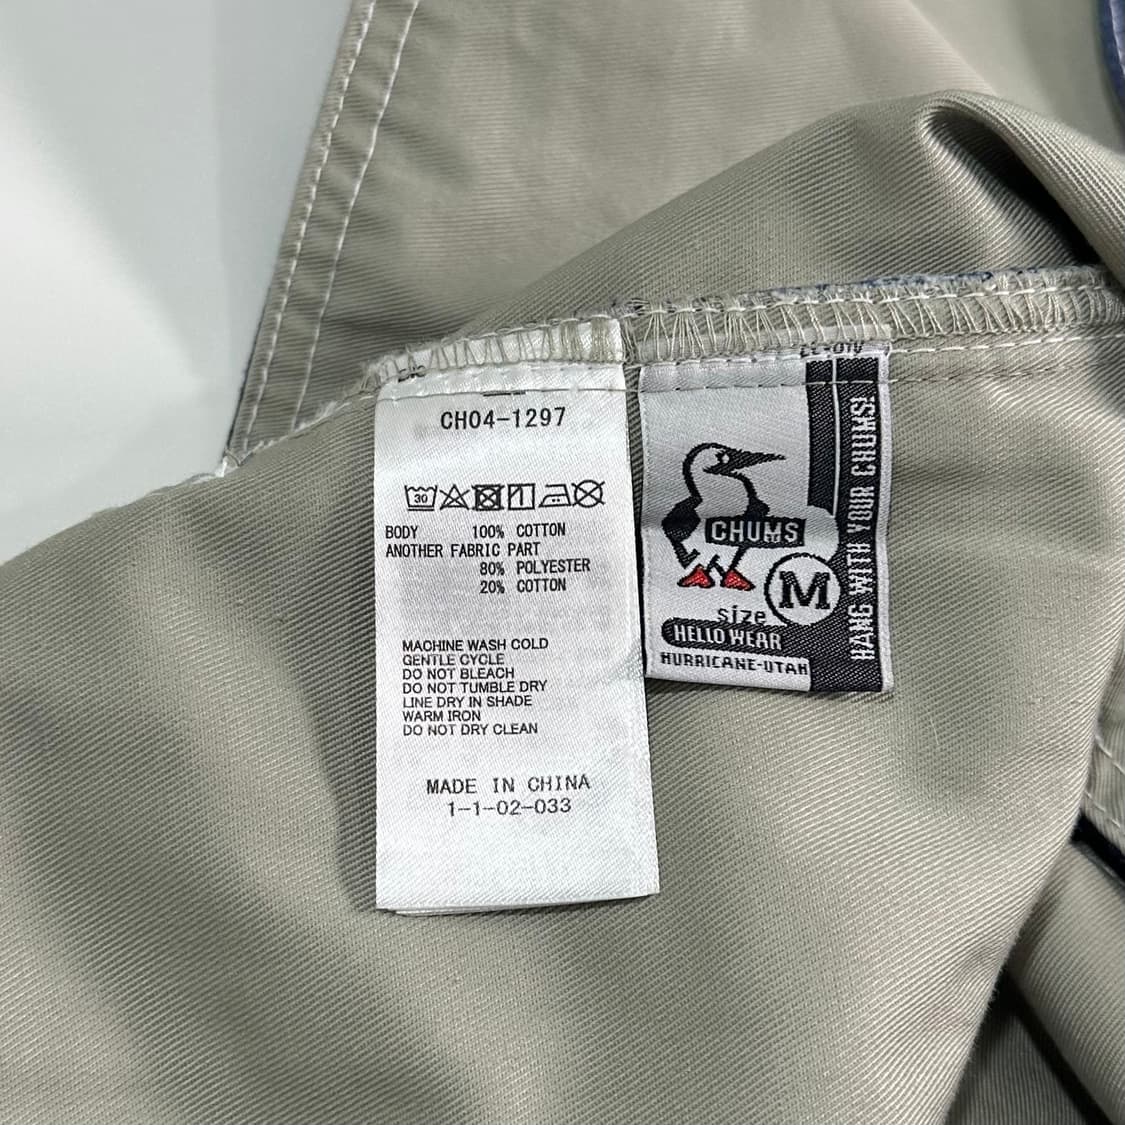 CH04-1297
30
BODY 100% COTTON
ANOTHER FABRIC PART
80% POLYESTER
20% COTTON
MACHINE WASH COLD
GENTLE CYCLE
DO NOT BLEACH
DO NOT TUMBLE DRY
LINE DRY IN SHADE
WARM IRON
DO NOT DRY CLEAN
MADE IN CHINA
1-1-02-033
CHUMS
M
size
HELLO WEAR
HURRICANE-UTAH
HANG WITH YOUR CHUMS!